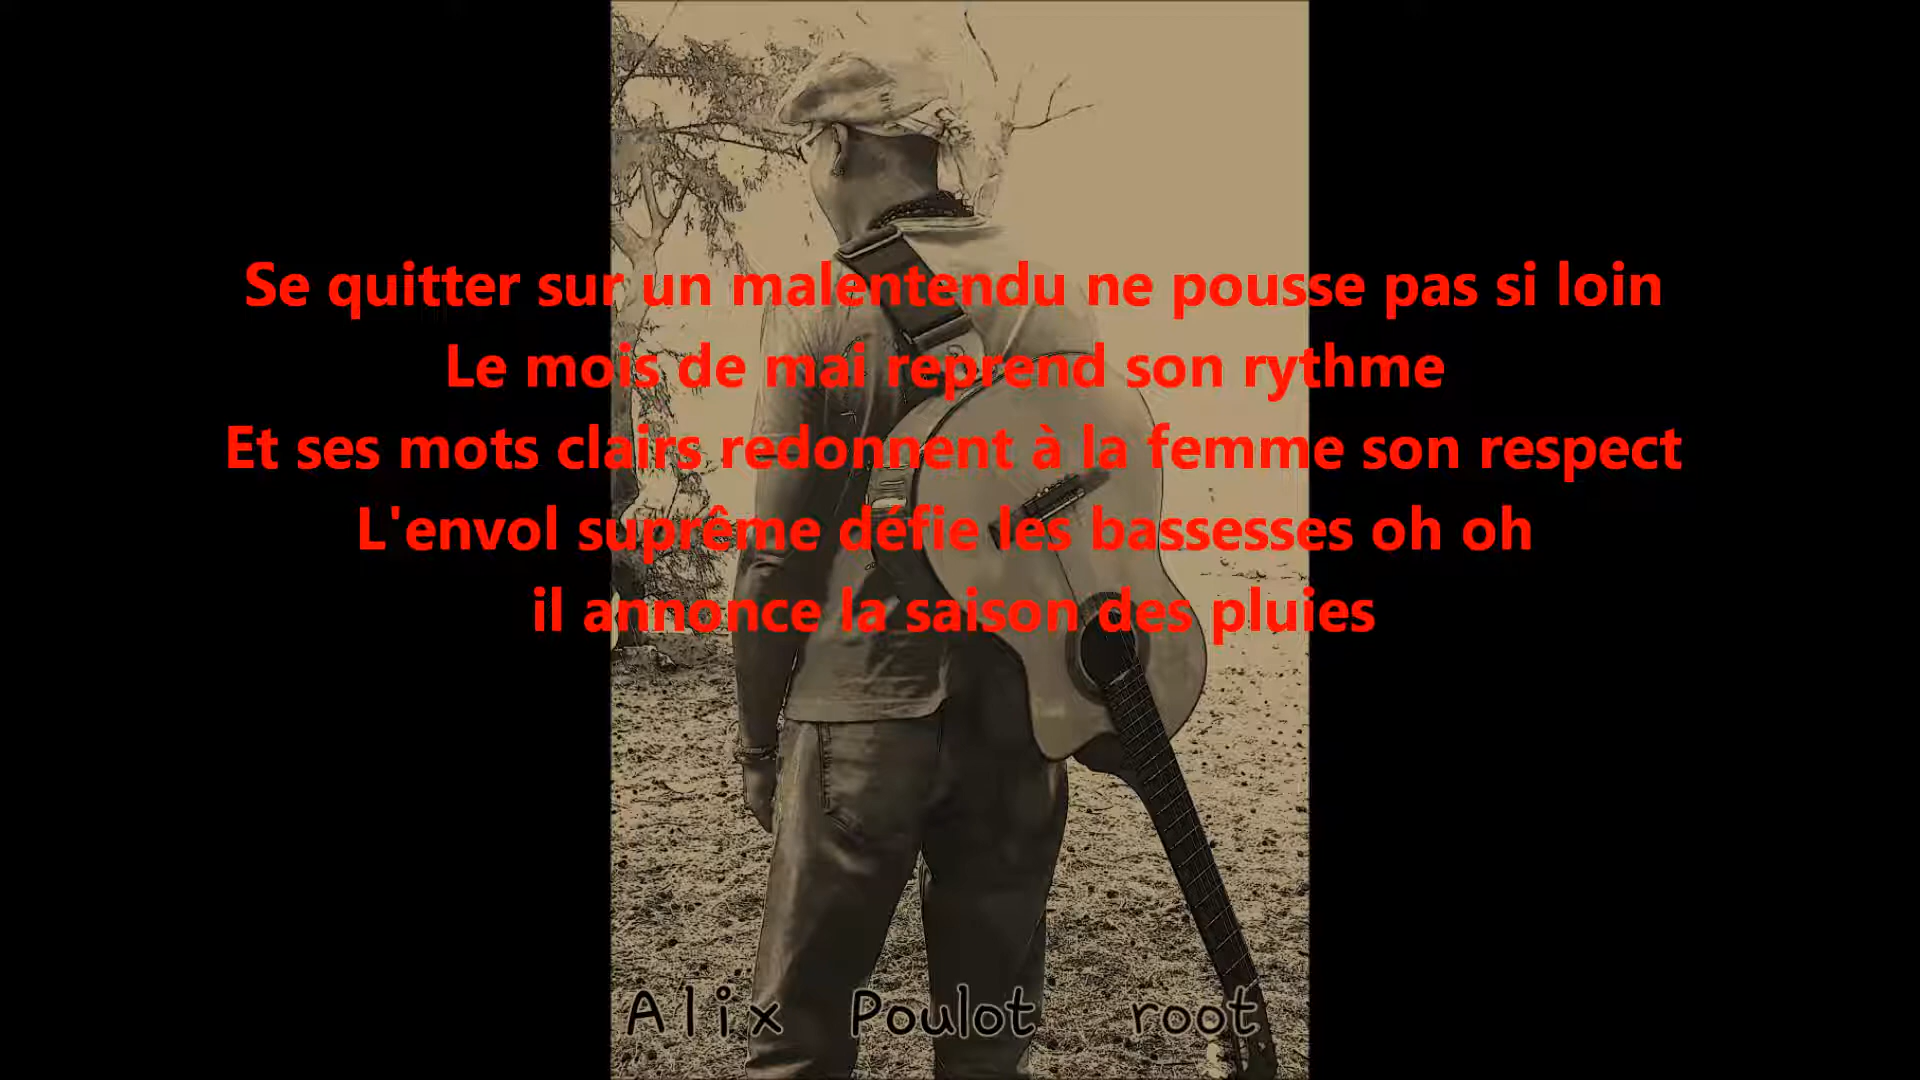 Se quitter sur un malentendu ne pousse pas si loin
Le mois de mai reprend son rythme
Et ses mots clairs redonnent à la femme son respect
L'envol suprême défie les bassesses oh oh
il annonce la saison des pluies
Alix Poulot root